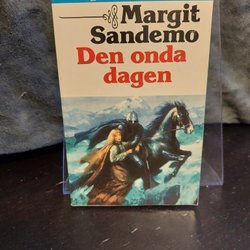 Margit
Sandemo
Den onda
dagen